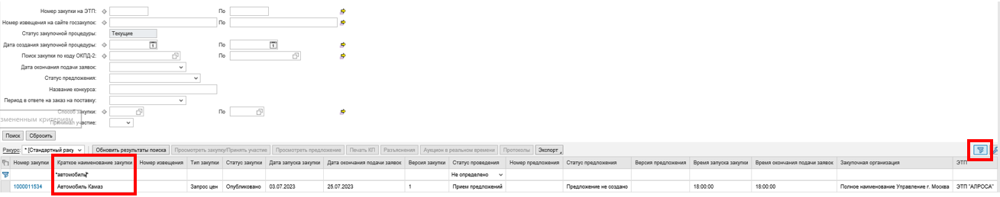 Номер закупки на ЭТП: По
Номер извещения на сайте госзакупок: По
Статус закупочной процедуры: Текущие
Дата создания закупочной процедуры: 1 По 1
Поиск закупки по коду ОКПД-2: По
Дата окончания подачи заявок:
Статус предложения:
Название конкурса:
Период в ответе на заказ на поставку:
Способ закупки: По
змененным критериям
Принимал участие:
Поиск Сбросить
Ракурс: * [Стандартный раку Обновить результаты поиска Просмотреть закупку/Принять участие Просмотреть предложение Печать КП Разъяснения Аукцион в реальном времени Протоколы Экспорт
Номер закупки Краткое наименование закупки Номер извещения Тип закупки Статус закупки Дата запуска закупки Дата окончания подачи заявок Версия закупки Статус проведения Номер предложения Статус предложения Версия предложения Время запуска закупки Время окончания подачи заявок Закупочная организация ЭТП
*автомобиль* Не определено
1000011534 Автомобиль Камаз Запрос цен Опубликовано 03.07.2023 25.07.2023 1 Прием предложений Предложение не создано 18:00:00 18:00:00 Полное наименование Управление г. Москва ЭТП "АЛРОСА"